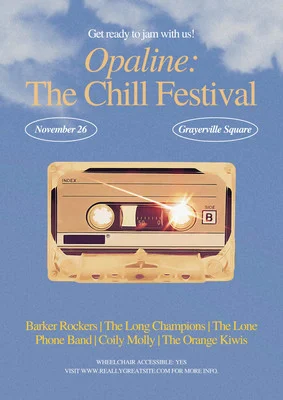 Get ready to jam with us!
Opaline:
The Chill Festival
November 26
Grayerville Square
INDEX
SIDE
B
Barker Rockers | The Long Champions | The Lone
Phone Band | Coily Molly | The Orange Kiwis
WHEELCHAIR ACCESSIBLE: YES
VISIT WWW.REALLYGREATSITE.COM FOR MORE INFO.